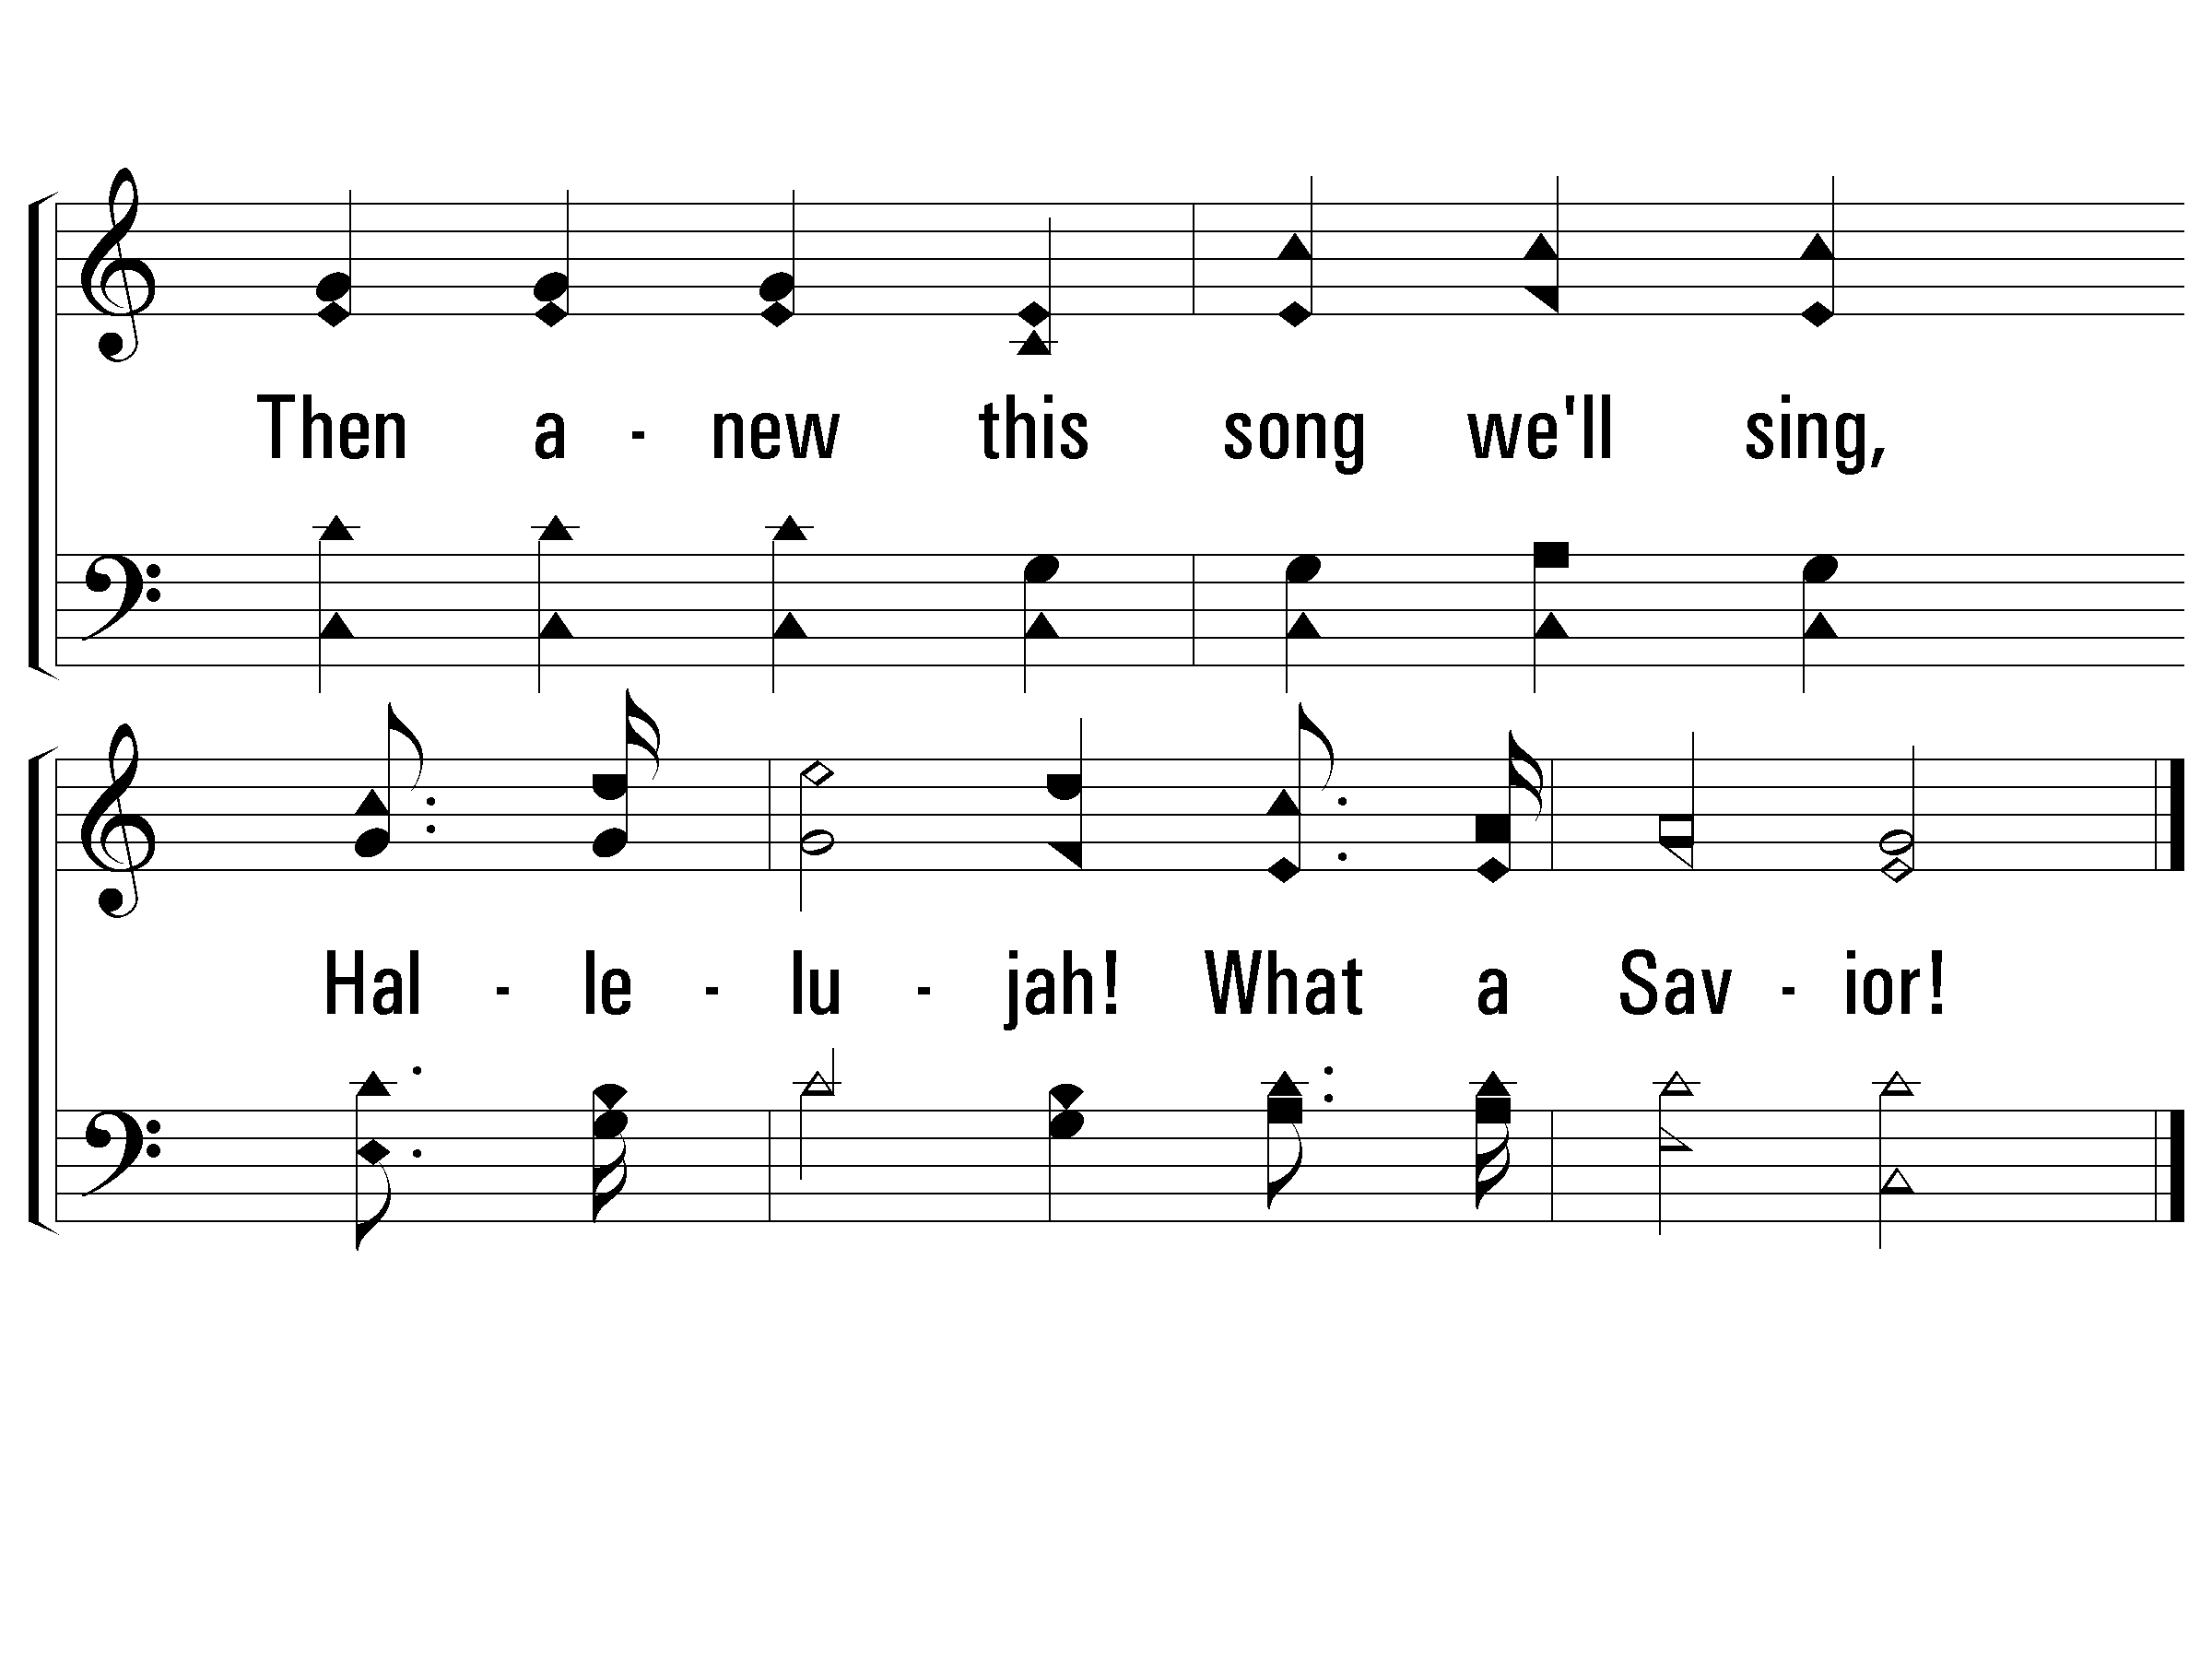 Then a - new this song we'll sing,
Hal - le - lu - jah! What a Sav - ior!